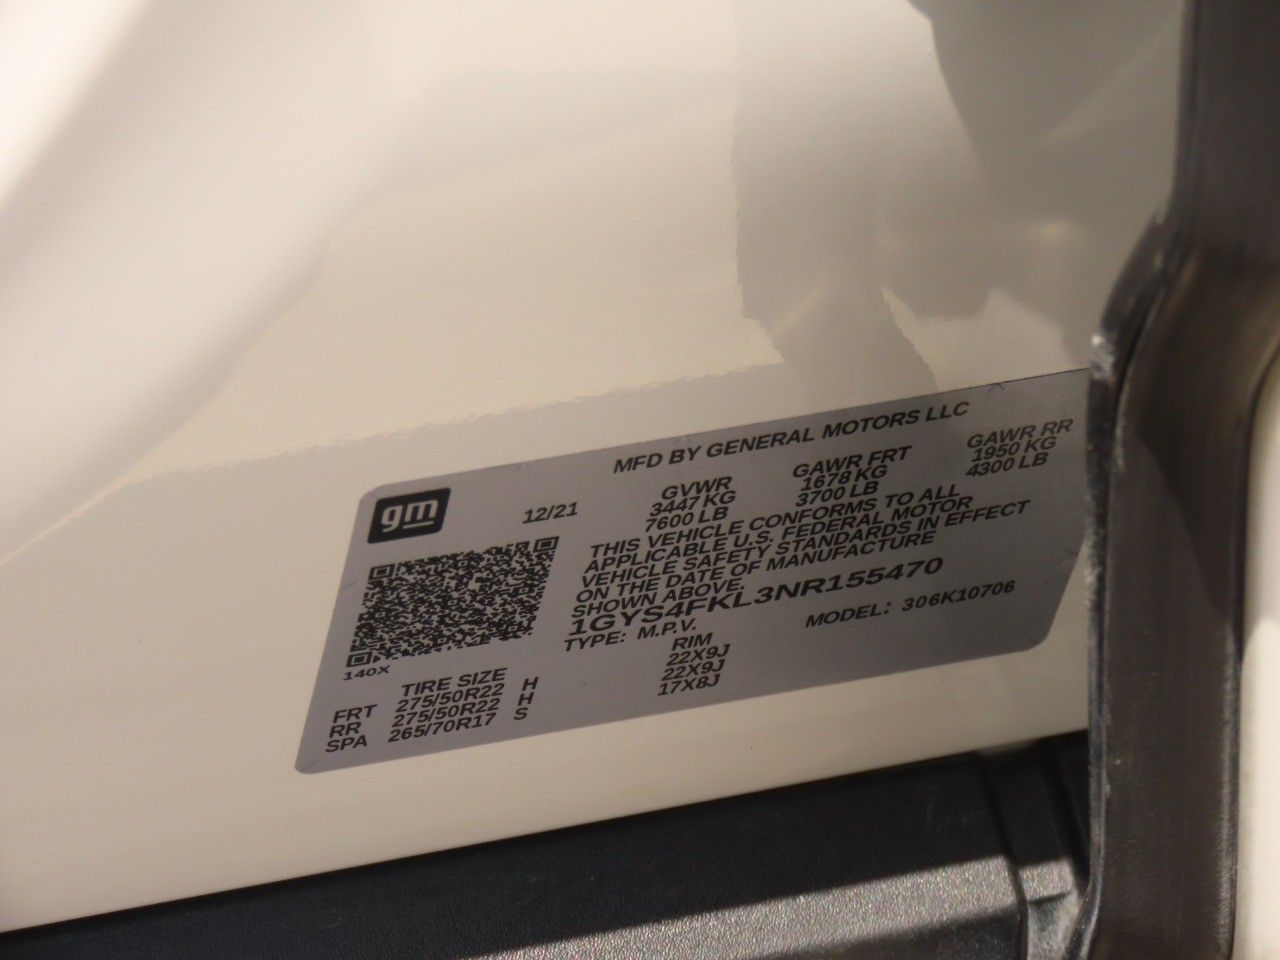 gm
MFD BY GENERAL MOTORS LLC
12/21
GVWR GAWR FRT GAWR RR
3447 KG 1678 KG 1950 KG
7600 LB 3700 LB 4300 LB
THIS VEHICLE CONFORMS TO ALL
APPLICABLE U.S. FEDERAL MOTOR
VEHICLE SAFETY STANDARDS IN EFFECT
ON THE DATE OF MANUFACTURE
SHOWN ABOVE.
1GYS4FKL3NR155470
TYPE: M.P.V. MODEL: 306K10706
140X
TIRE SIZE RIM
FRT 275/50R22 H 22X9J
RR 275/50R22 H 22X9J
SPA 265/70R17 S 17X8J